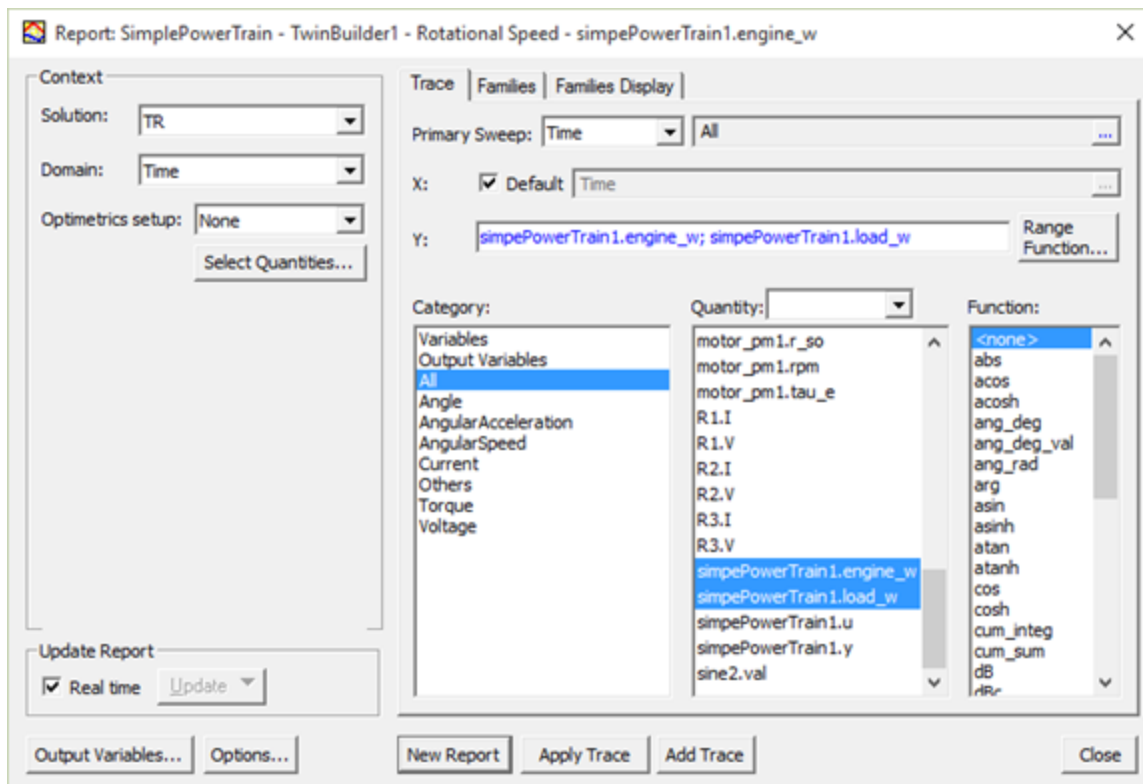 Report: SimplePowerTrain - TwinBuilder1 - Rotational Speed - simpePowerTrain1.engine_w
Context
Solution: TR
Domain: Time
Optimetrics setup: None
Select Quantities...
Update Report
Real time Update
Output Variables... Options...
Trace Families Families Display
Primary Sweep: Time All ...
X: Default Time ...
Y: simpePowerTrain1.engine_w; simpePowerTrain1.load_w Range Function...
Category:
Variables
Output Variables
All
Angle
AngularAcceleration
AngularSpeed
Current
Others
Torque
Voltage
Quantity:
motor_pm1.r_so
motor_pm1.rpm
motor_pm1.tau_e
R1.I
R1.V
R2.I
R2.V
R3.I
R3.V
simpePowerTrain1.engine_w
simpePowerTrain1.load_w
simpePowerTrain1.u
simpePowerTrain1.y
sine2.val
Function:
<none>
abs
acos
acosh
ang_deg
ang_deg_val
ang_rad
arg
asin
asinh
atan
atanh
cos
cosh
cum_integ
cum_sum
dB
dBc
New Report Apply Trace Add Trace Close